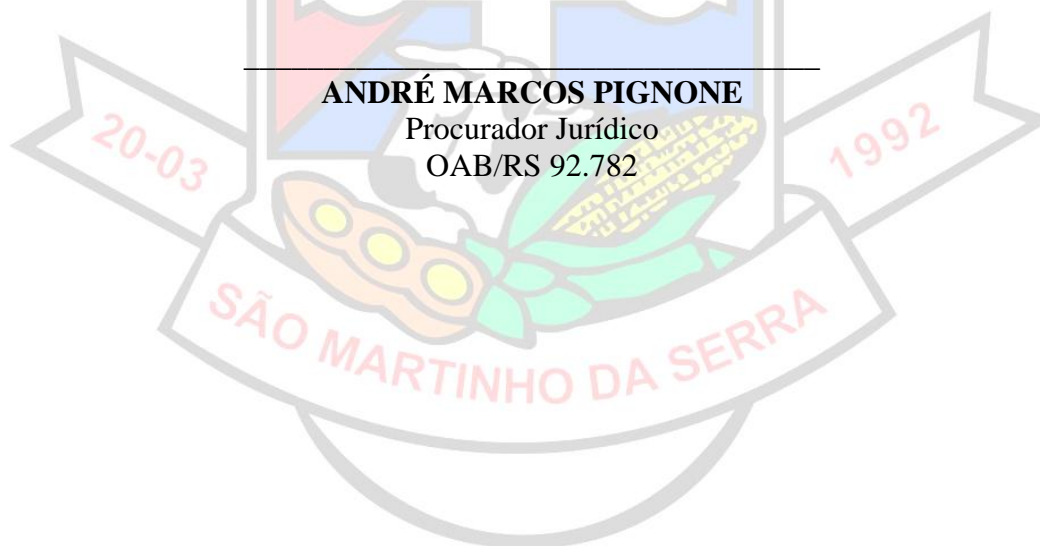 ANDRÉ MARCOS PIGNONE
Procurador Jurídico
OAB/RS 92.782
20-03
1992
SÃO MARTINHO DA SERRA